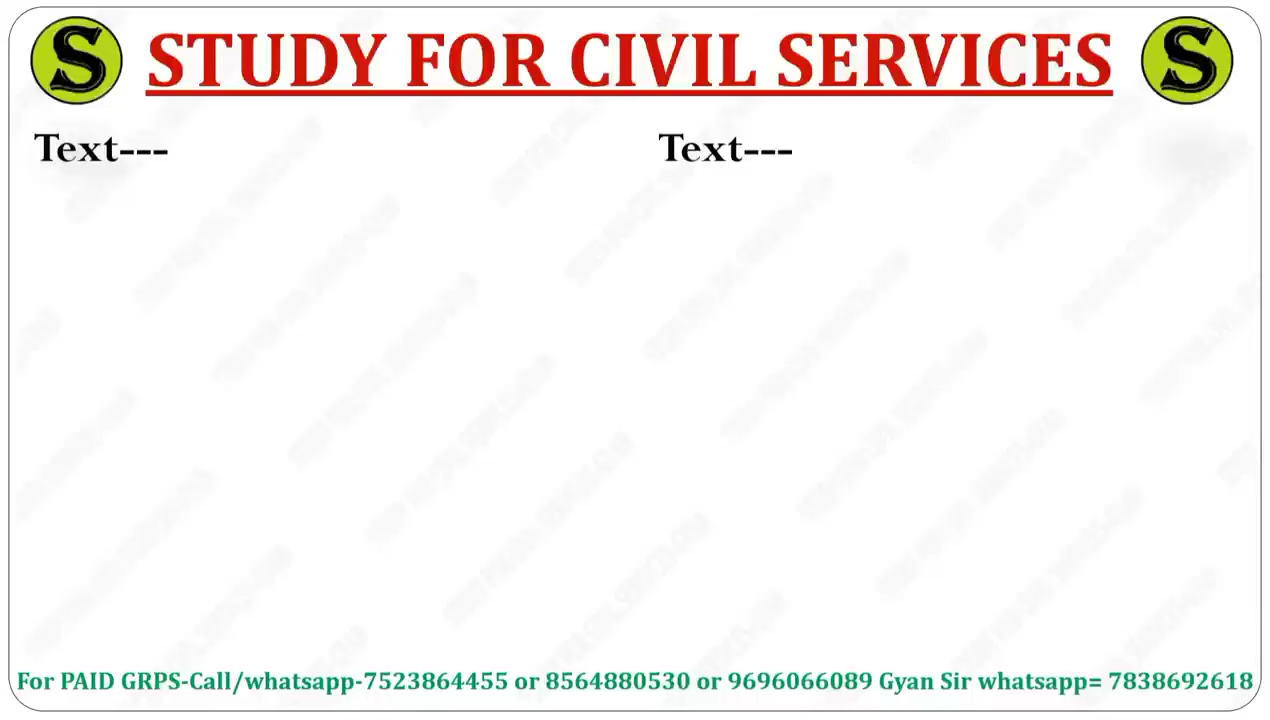 S STUDY FOR CIVIL SERVICES S
Text--- Text---
For PAID GRPS-Call/whatsapp-7523864455 or 8564880530 or 9696066089 Gyan Sir whatsapp= 7838692618